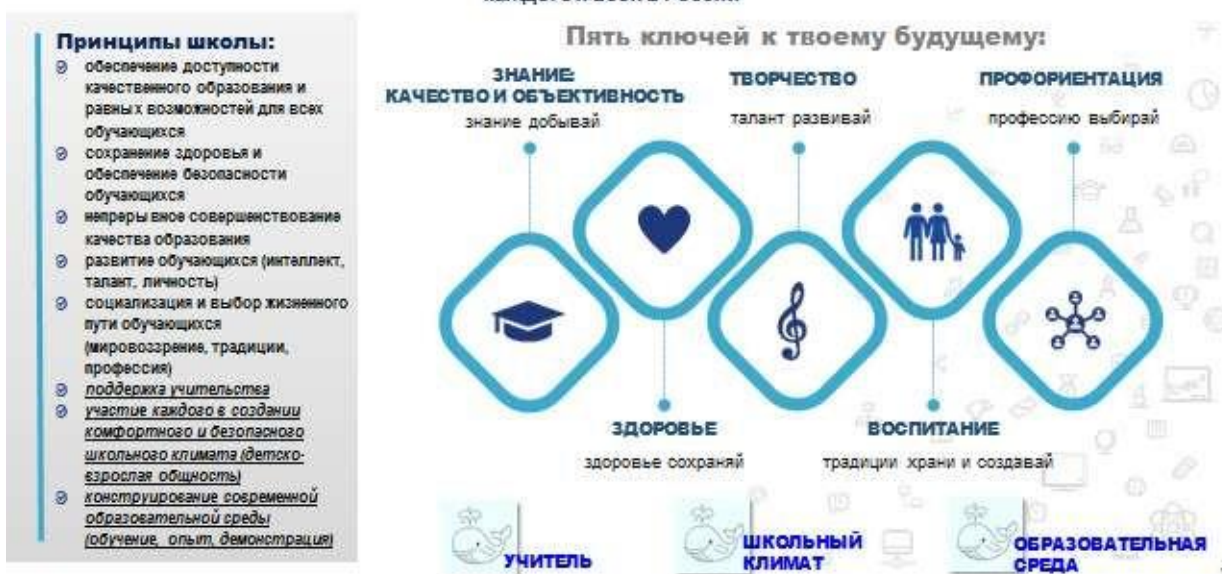 Принципы школы:
обеспечение доступности
качественного образования и
равных возможностей для всех
обучающихся
сохранение здоровья и
обеспечение безопасности
обучающихся
непрерывное совершенствование
качества образования
развитие обучающихся (интеллект,
талант, личность)
социализация и выбор жизненного
пути обучающихся
(мировоззрение, традиции,
профессия)
поддержка учительства
участие каждого в создании
комфортного и безопасного
школьного климата (детско-
взрослая общность)
конструирование современной
образовательной среды
(обучение, опыт, демонстрация)
Пять ключей к твоему будущему:
ЗНАНИЕ:
КАЧЕСТВО И ОБЪЕКТИВНОСТЬ
знание добывай
ТВОРЧЕСТВО
талант развивай
ПРОФОРИЕНТАЦИЯ
профессию выбирай
ЗДОРОВЬЕ
здоровье сохраняй
ВОСПИТАНИЕ
традиции храни и создавай
УЧИТЕЛЬ
ШКОЛЬНЫЙ
КЛИМАТ
ОБРАЗОВАТЕЛЬНАЯ
СРЕДА